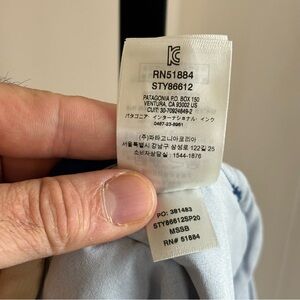 RN51884
STY86612
PATAGONIA P.O. BOX 150
VENTURA, CA 93002 US
CUIT: 30-70924849-2
パタゴニア・インターナショナル・インク
0467-23-8961
(주)파타고니아코리아
서울특별시 강남구 삼성로 122길 25
소비자상담실 : 1544-1876
PO: 381483
STY86612SP20
MSSB
RN# 51884